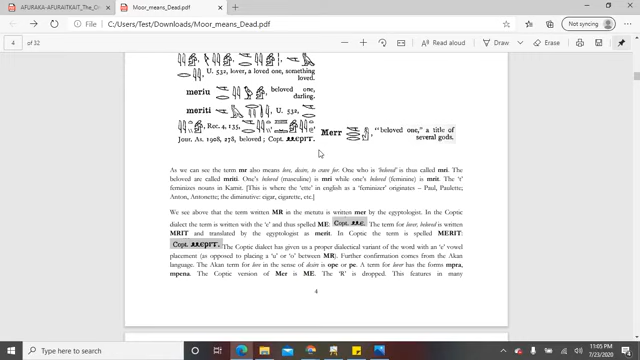 AFURAKA - AFURAITKAIT_The_C
Moor_means_Dead.pdf
C:/Users/Test/Downloads/Moor_means_Dead.pdf
Not syncing
4 of 32
Read aloud
Draw
Erase
U. 532, lover, a loved one, something
loved.
meriu beloved one,
darling.
meriti U. 532,
Rec. 4, 135,
Jour. As. 1908, 278, beloved; Copt. ⲙⲉⲣⲓⲧ.
Merr "beloved one," a title of
several gods.
As we can see the term mr also means love, desire, to crave for. One who is 'beloved' is thus called mri. The
beloved are called mriti. One's beloved (masculine) is mri while one's beloved (feminine) is mrit. The 't'
feminizes nouns in Kamit. [This is where the 'ette' in english as a 'feminizer' originates – Paul, Paulette;
Anton, Antonette; the diminutive: cigar, cigarette, etc.]
We see above that the term written MR in the metutu is written mer by the egyptologist. In the Coptic
dialect the term is written with the 'e' and thus spelled ME: Copt. ⲙⲉ. The term for lover; beloved is written
MRIT and translated by the egyptologist as merit. In Coptic the term is spelled MERIT:
Copt. ⲙⲉⲣⲓⲧ. The Coptic dialect has given us a proper dialectical variant of the word with an 'e' vowel
placement (as opposed to placing a 'u' or 'o' between MR). Further confirmation comes from the Akan
language. The Akan term for love in the sense of desire is ope or pe. A term for lover has the forms mpra,
mpena. The Coptic version of Mer is ME. The 'R' is dropped. This features in many
4
Type here to search
11:05 PM
7/23/2020